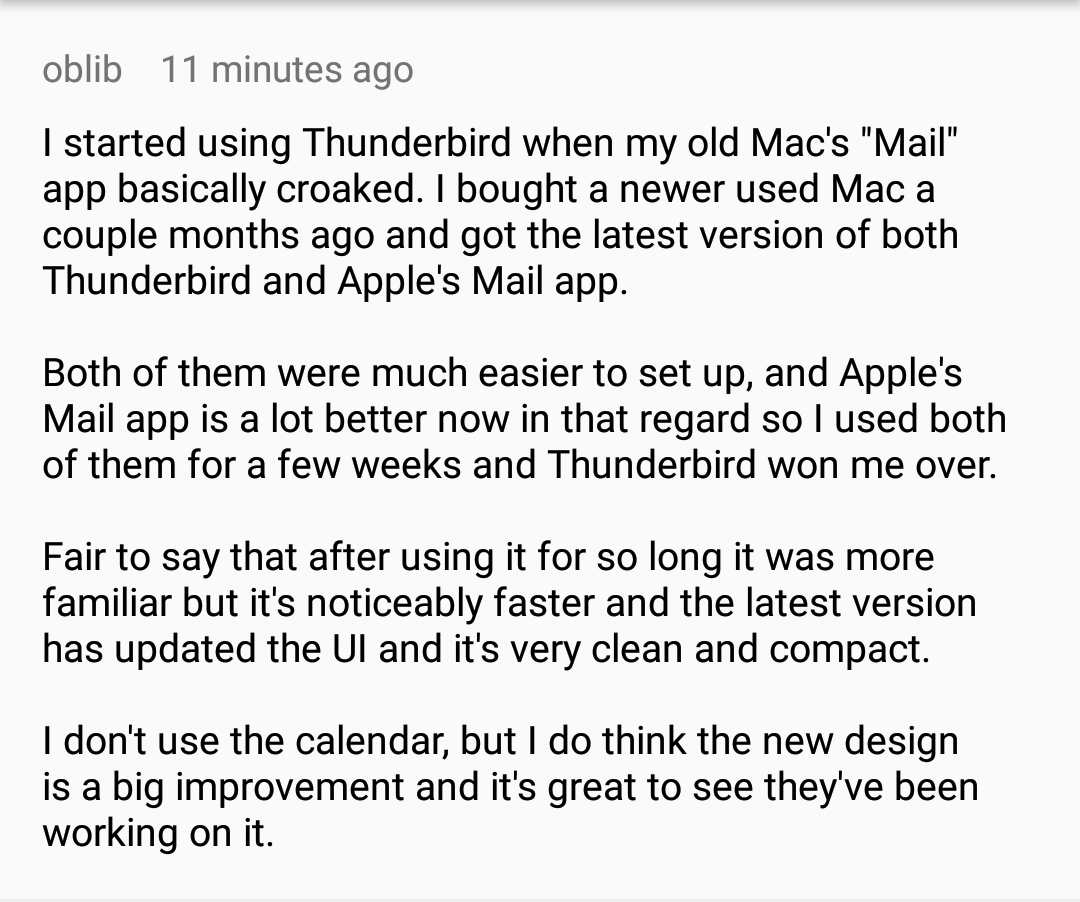 oblib 11 minutes ago
I started using Thunderbird when my old Mac's "Mail"
app basically croaked. I bought a newer used Mac a
couple months ago and got the latest version of both
Thunderbird and Apple's Mail app.
Both of them were much easier to set up, and Apple's
Mail app is a lot better now in that regard so I used both
of them for a few weeks and Thunderbird won me over.
Fair to say that after using it for so long it was more
familiar but it's noticeably faster and the latest version
has updated the UI and it's very clean and compact.
I don't use the calendar, but I do think the new design
is a big improvement and it's great to see they've been
working on it.